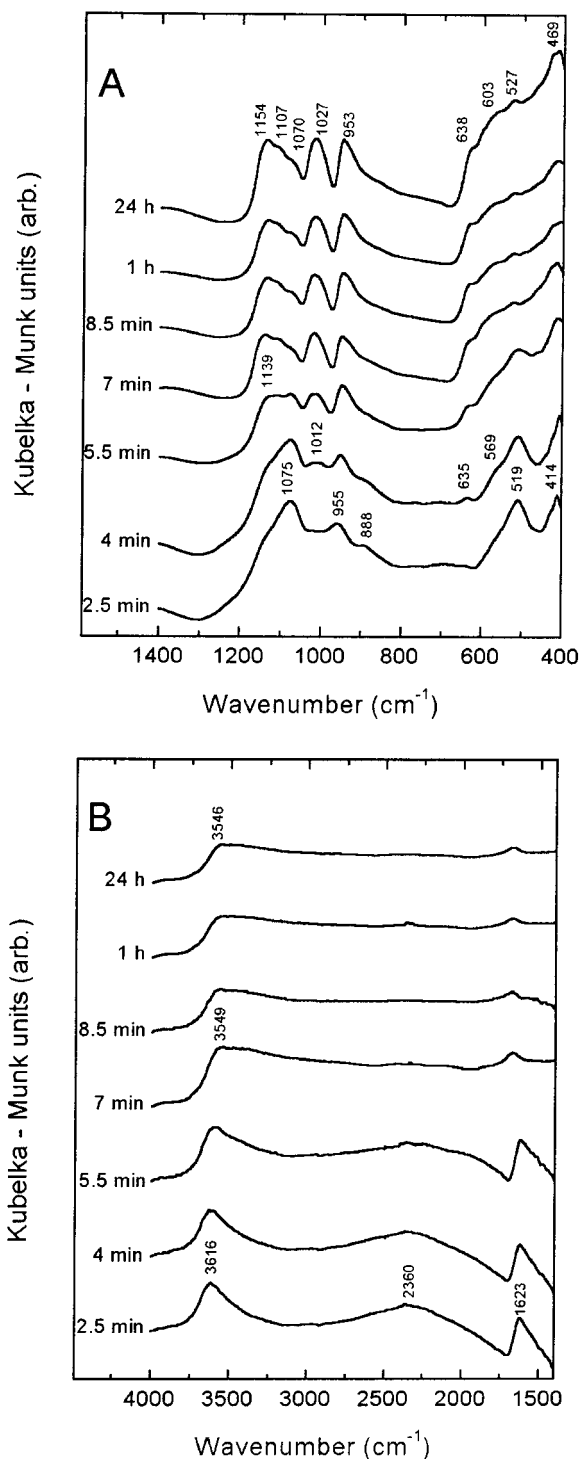 A
469
603
527
638
1154
1107
1070
1027
953
24 h
1 h
8.5 min
7 min
1139
5.5 min
1012
4 min
1075
955
888
635
569
519
414
2.5 min
Kubelka - Munk units (arb.)
1400
1200
1000
800
600
400
Wavenumber (cm⁻¹)
B
3546
24 h
1 h
8.5 min
3549
7 min
5.5 min
4 min
3616
2360
1623
2.5 min
Kubelka - Munk units (arb.)
4000
3500
3000
2500
2000
1500
Wavenumber (cm⁻¹)